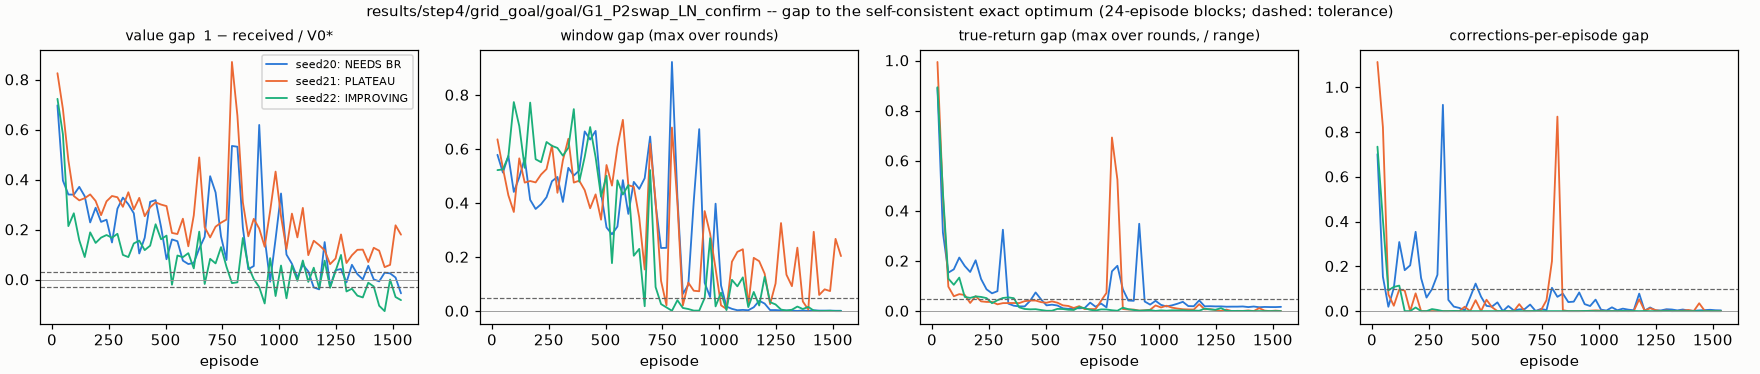 results/step4/grid_goal/goal/G1_P2swap_LN_confirm -- gap to the self-consistent exact optimum (24-episode blocks; dashed: tolerance)
value gap 1 − received / V0*
0.8
0.6
0.4
0.2
0.0
seed20: NEEDS BR
seed21: PLATEAU
seed22: IMPROVING
0 250 500 750 1000 1250 1500
episode
window gap (max over rounds)
0.8
0.6
0.4
0.2
0.0
0 250 500 750 1000 1250 1500
episode
true-return gap (max over rounds, / range)
1.0
0.8
0.6
0.4
0.2
0.0
0 250 500 750 1000 1250 1500
episode
corrections-per-episode gap
1.0
0.8
0.6
0.4
0.2
0.0
0 250 500 750 1000 1250 1500
episode